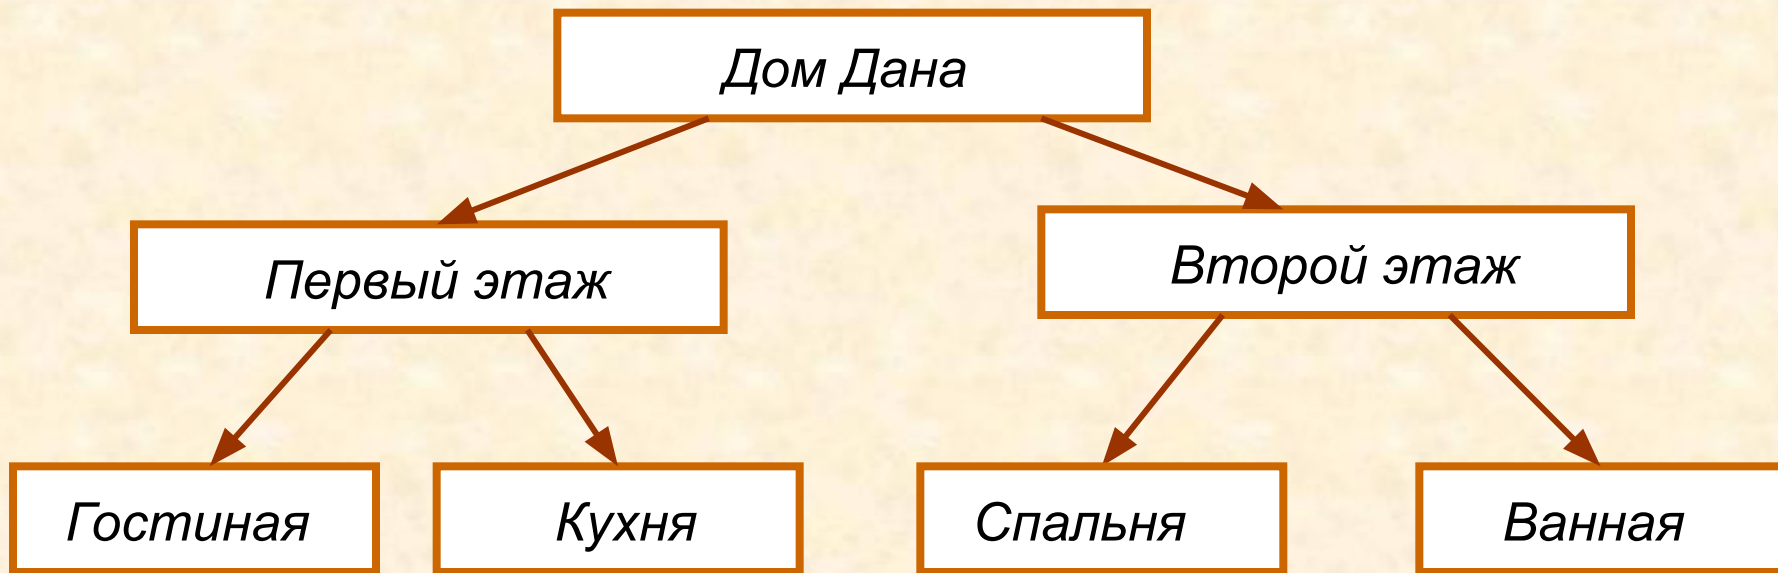 Дом Дана
Первый этаж
Второй этаж
Гостиная
Кухня
Спальня
Ванная